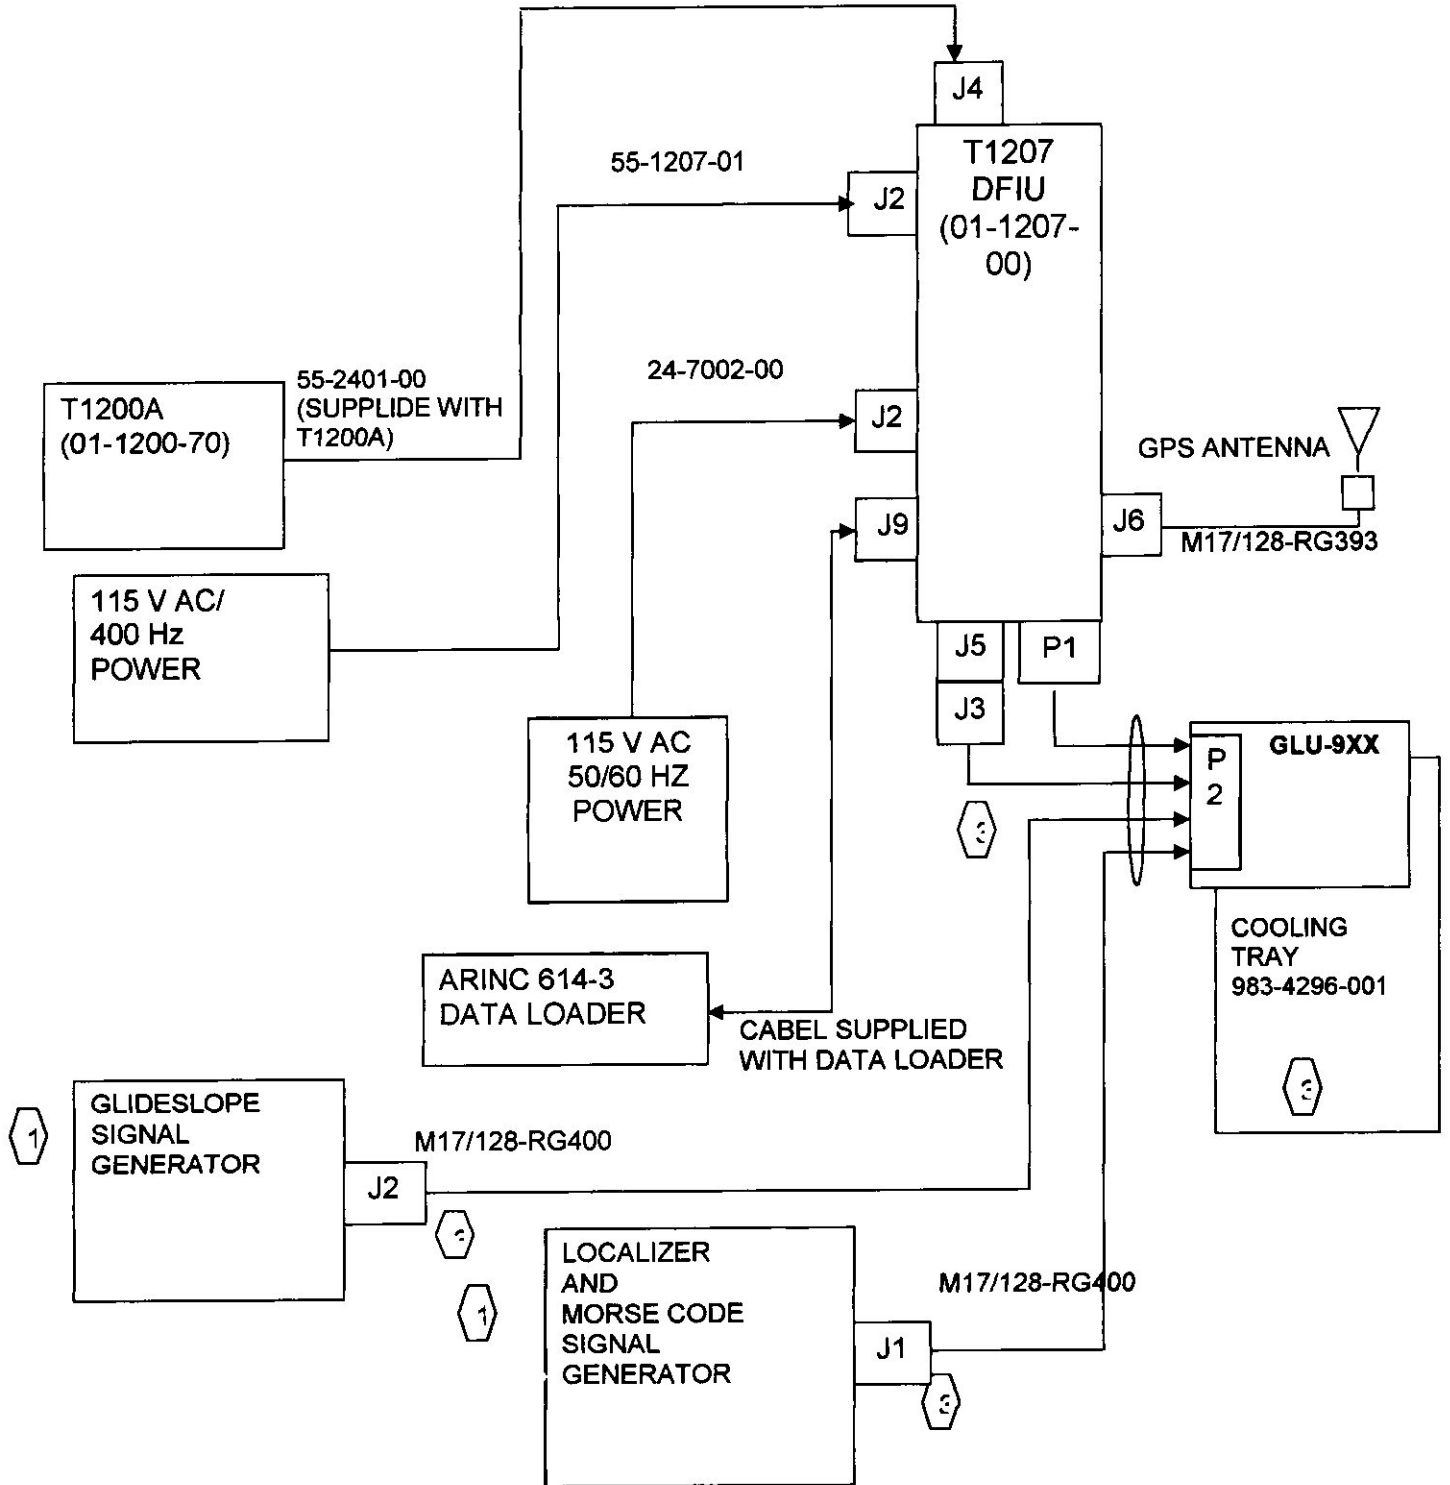 J4
T1207
DFIU
(01-1207-
00)
55-1207-01
J2
24-7002-00
J2
55-2401-00
(SUPPLIDE WITH
T1200A)
T1200A
(01-1200-70)
GPS ANTENNA
J9
J6
M17/128-RG393
115 V AC/
400 Hz
POWER
J5
P1
J3
115 V AC
50/60 HZ
POWER
GLU-9XX
P
2
COOLING
TRAY
983-4296-001
ARINC 614-3
DATA LOADER
CABEL SUPPLIED
WITH DATA LOADER
1
GLIDESLOPE
SIGNAL
GENERATOR
J2
M17/128-RG400
1
LOCALIZER
AND
MORSE CODE
SIGNAL
GENERATOR
J1
M17/128-RG400